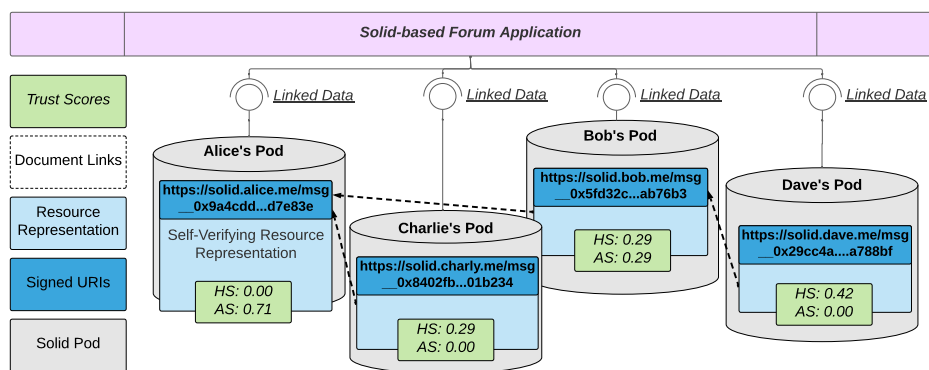 Solid-based Forum Application
Trust Scores
Document Links
Resource
Representation
Signed URIs
Solid Pod
Linked Data
Linked Data
Linked Data
Linked Data
Alice's Pod
https://solid.alice.me/msg
__0x9a4cdd...d7e83e
Self-Verifying Resource
Representation
HS: 0.00
AS: 0.71
Charlie's Pod
https://solid.charly.me/msg
__0x8402fb...01b234
HS: 0.29
AS: 0.00
Bob's Pod
https://solid.bob.me/msg
__0x5fd32c...ab76b3
HS: 0.29
AS: 0.29
Dave's Pod
https://solid.dave.me/msg
__0x29cc4a....a788bf
HS: 0.42
AS: 0.00